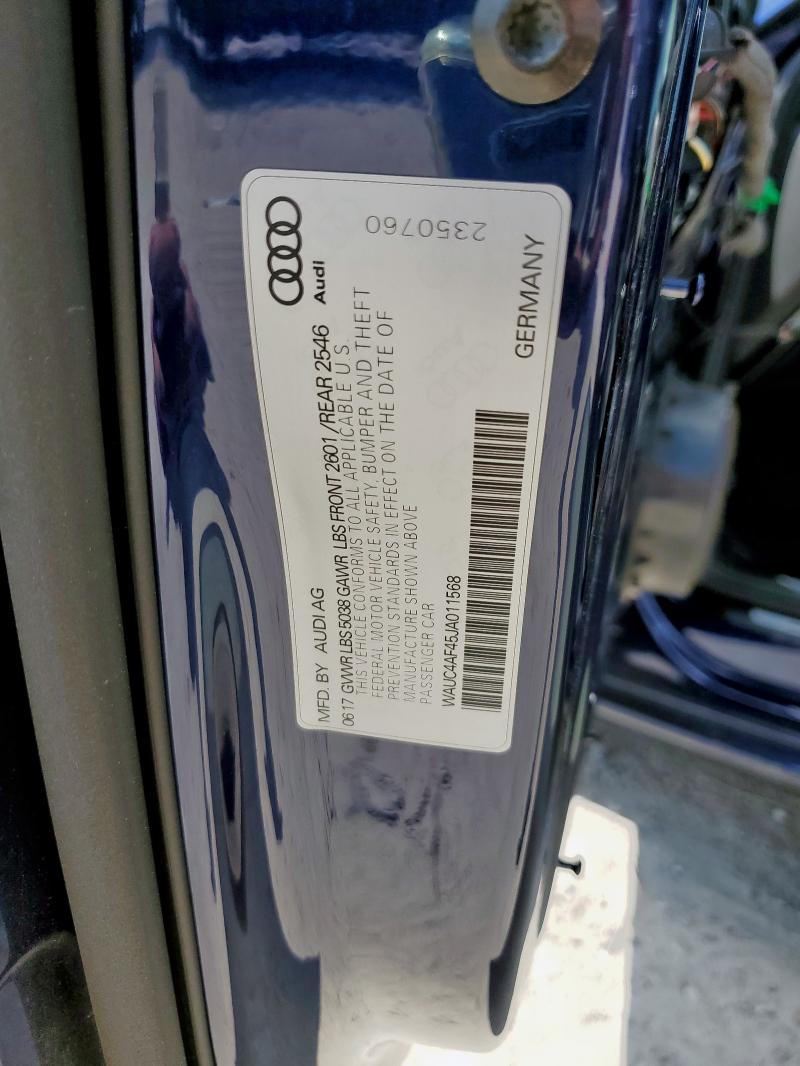 Audi
MFD. BY AUDI AG
0617 GVWR LBS 5038 GAWR LBS FRONT 2601 /REAR 2546
THIS VEHICLE CONFORMS TO ALL APPLICABLE U.S.
FEDERAL MOTOR VEHICLE SAFETY, BUMPER AND THEFT
PREVENTION STANDARDS IN EFFECT ON THE DATE OF
MANUFACTURE SHOWN ABOVE
PASSENGER CAR
WAUC4AF45JA011568
GERMANY
2350760